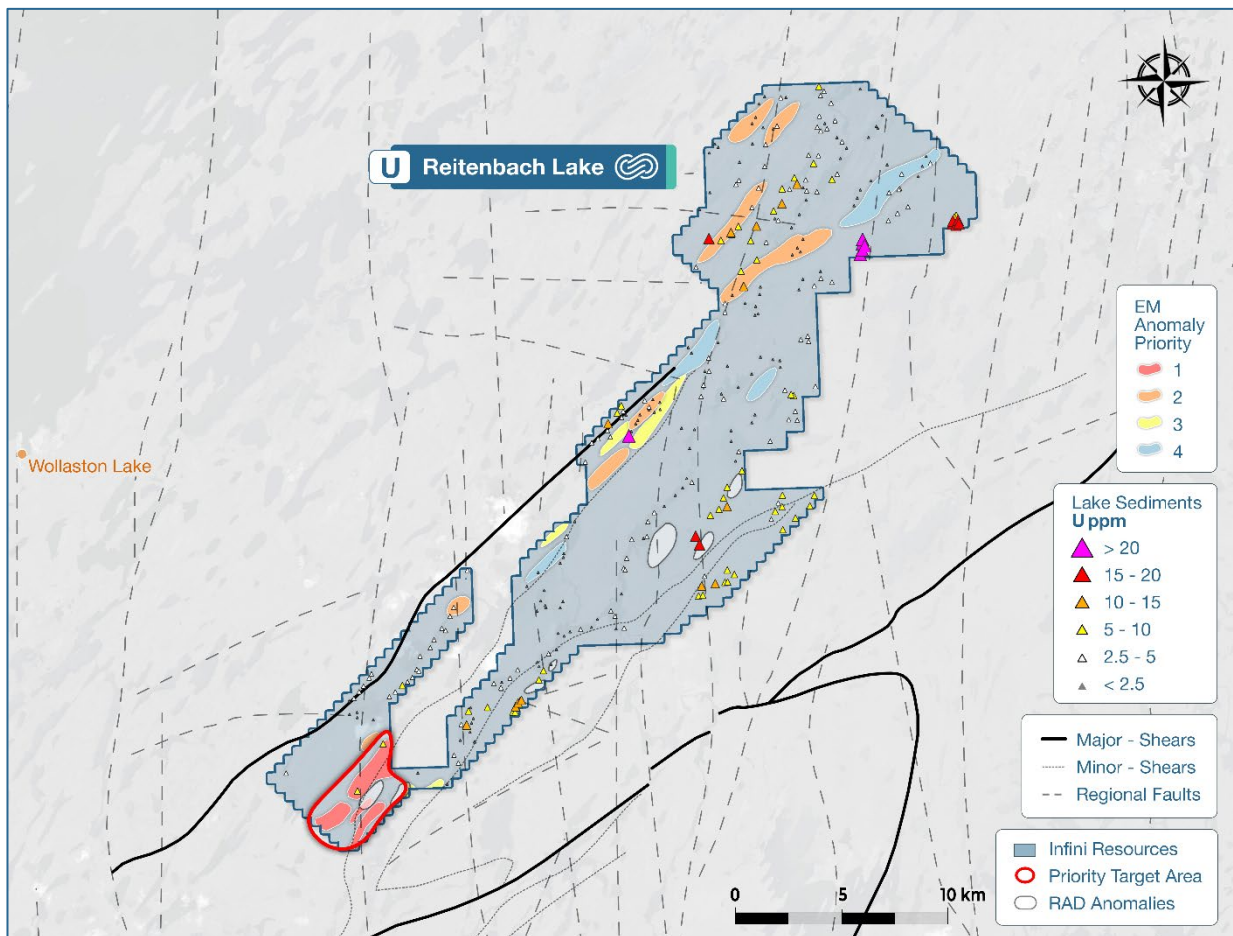 U Reitenbach Lake
Wollaston Lake
EM
Anomaly
Priority
1
2
3
4
Lake Sediments
U ppm
> 20
15 - 20
10 - 15
5 - 10
2.5 - 5
< 2.5
Major - Shears
Minor - Shears
Regional Faults
Infini Resources
Priority Target Area
RAD Anomalies
0 5 10 km